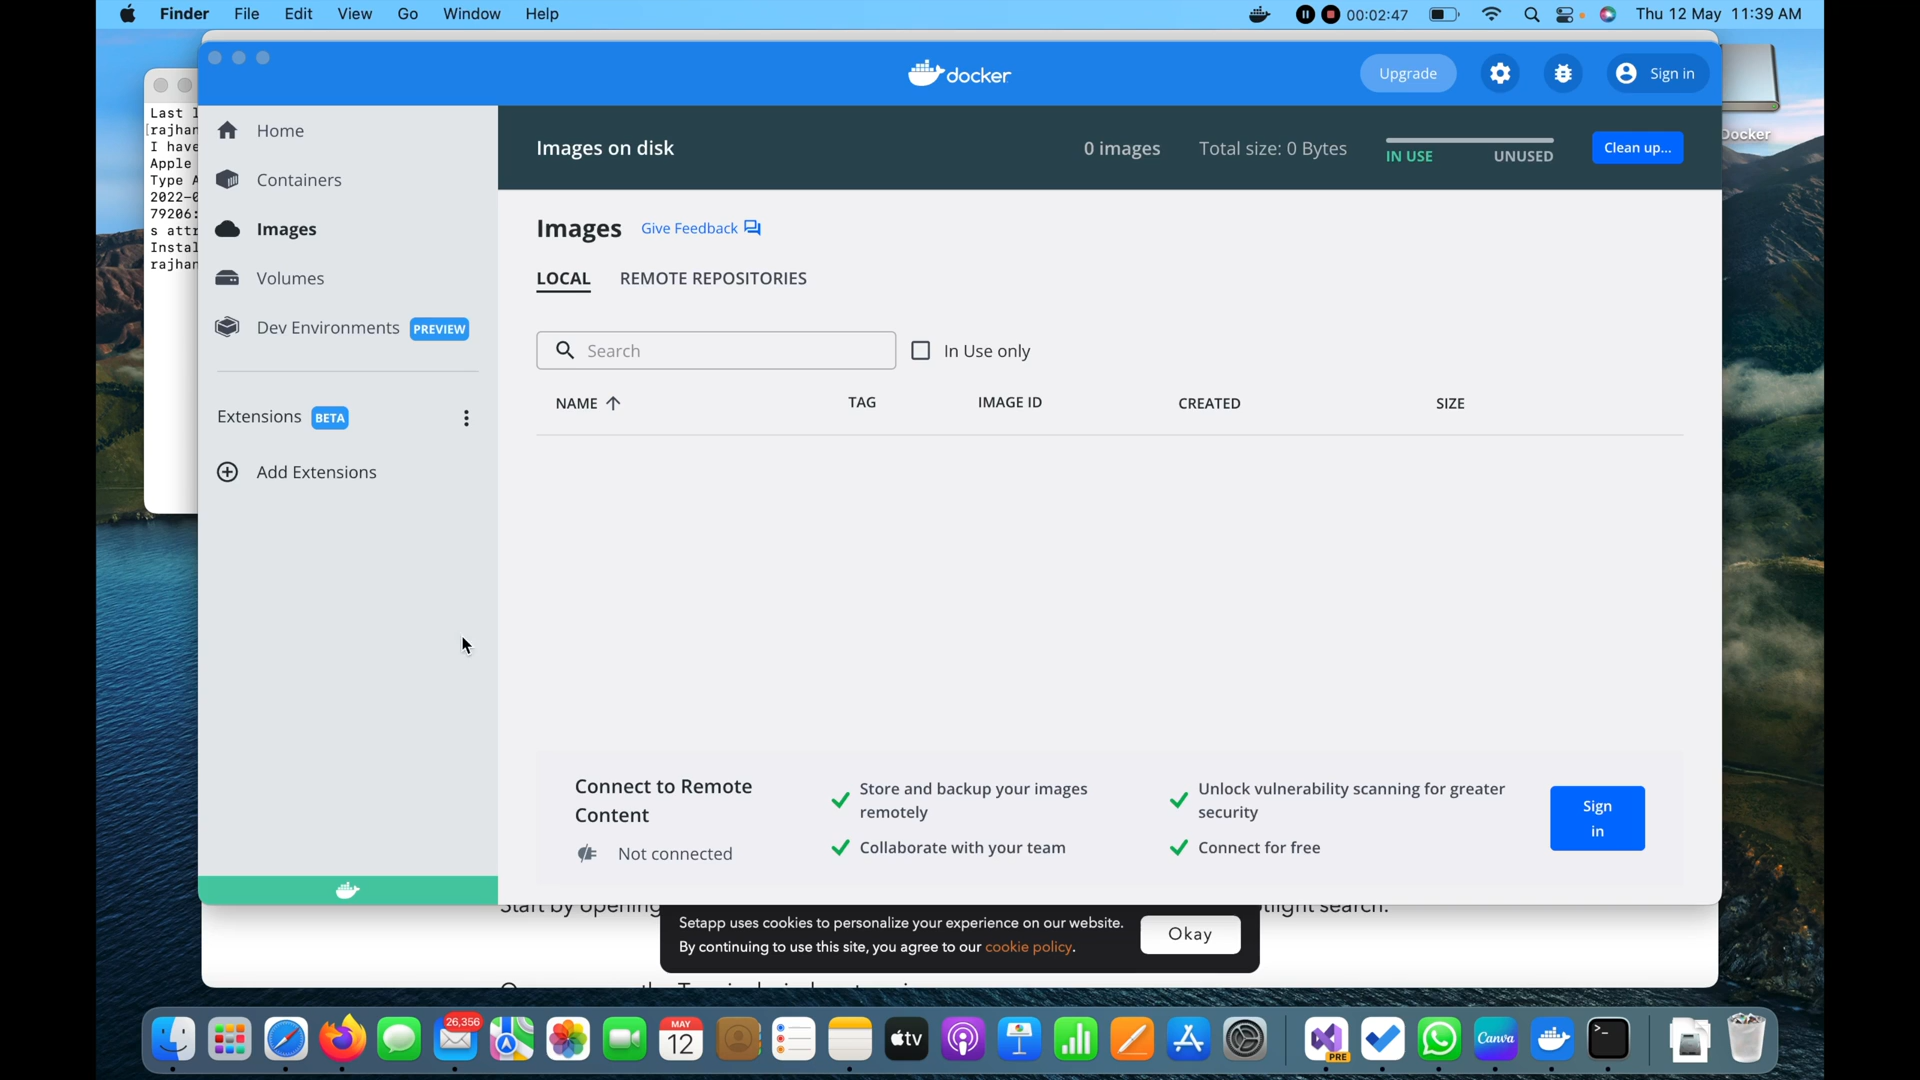 Finder File Edit View Go Window Help
00:02:47
Thu 12 May 11:39 AM
docker
Upgrade
Sign in
Last
rajhan
I have
Apple
Type A
2022-0
79206:
s attr
Instal
rajhan
Home
Containers
Images
Volumes
Dev Environments PREVIEW
Extensions BETA
Add Extensions
Images on disk
0 images
Total size: 0 Bytes
IN USE
UNUSED
Clean up...
Docker
Images Give Feedback
LOCAL REMOTE REPOSITORIES
Search
In Use only
NAME TAG IMAGE ID CREATED SIZE
Connect to Remote
Content
Not connected
Store and backup your images
remotely
Collaborate with your team
Unlock vulnerability scanning for greater
security
Connect for free
Sign
in
Start by opening
search.
Setapp uses cookies to personalize your experience on our website.
By continuing to use this site, you agree to our cookie policy.
Okay
26,356
MAY
12
tv
PRE
Canva